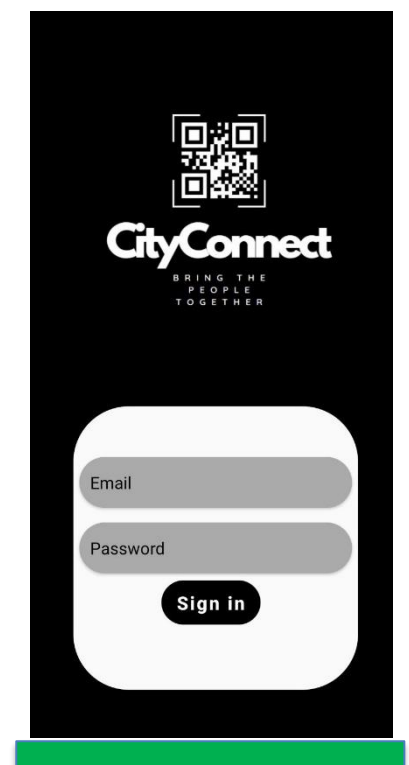 CityConnect
BRING THE
PEOPLE
TOGETHER
Email
Password
Sign in